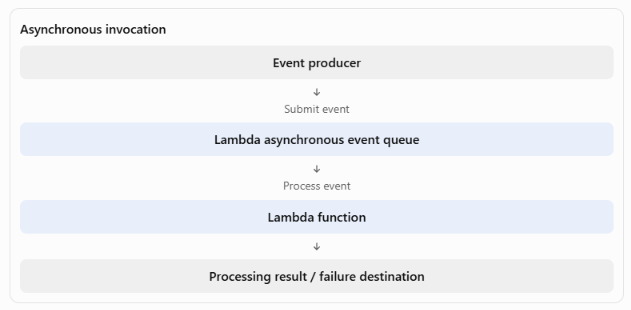 Asynchronous invocation
Event producer
↓
Submit event
Lambda asynchronous event queue
↓
Process event
Lambda function
↓
Processing result / failure destination